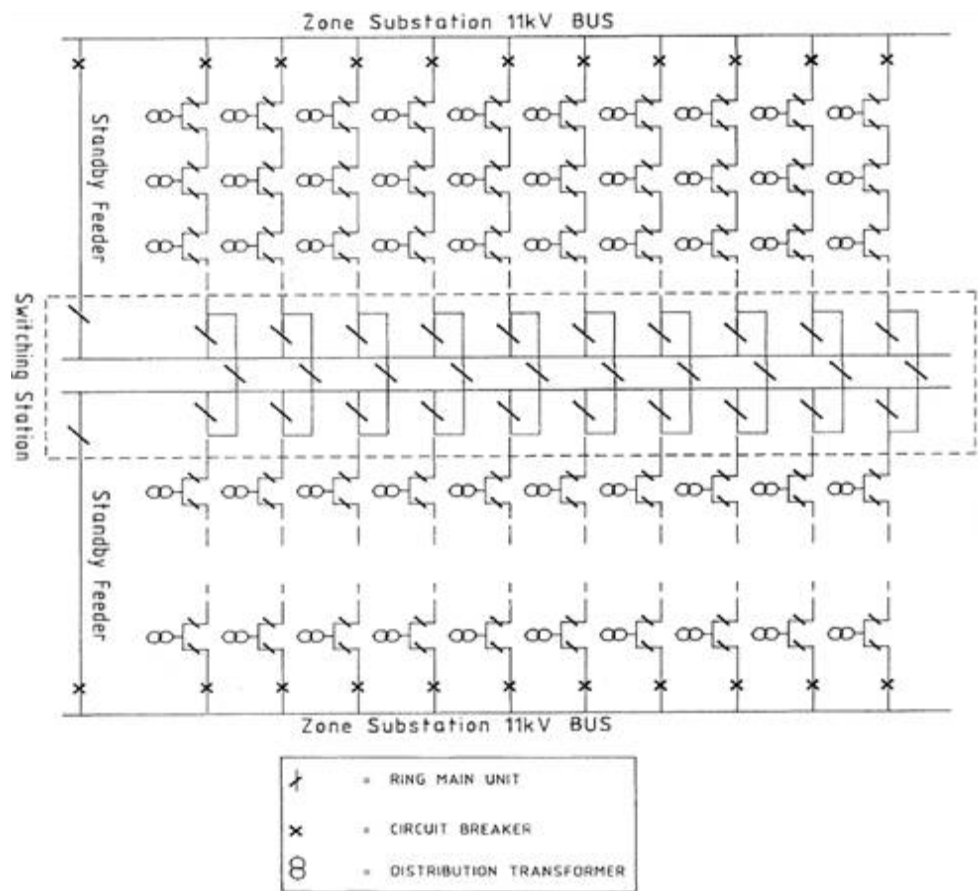 Zone Substation 11kV BUS
Standby Feeder
Switching Station
Standby Feeder
Zone Substation 11kV BUS
= RING MAIN UNIT
= CIRCUIT BREAKER
= DISTRIBUTION TRANSFORMER